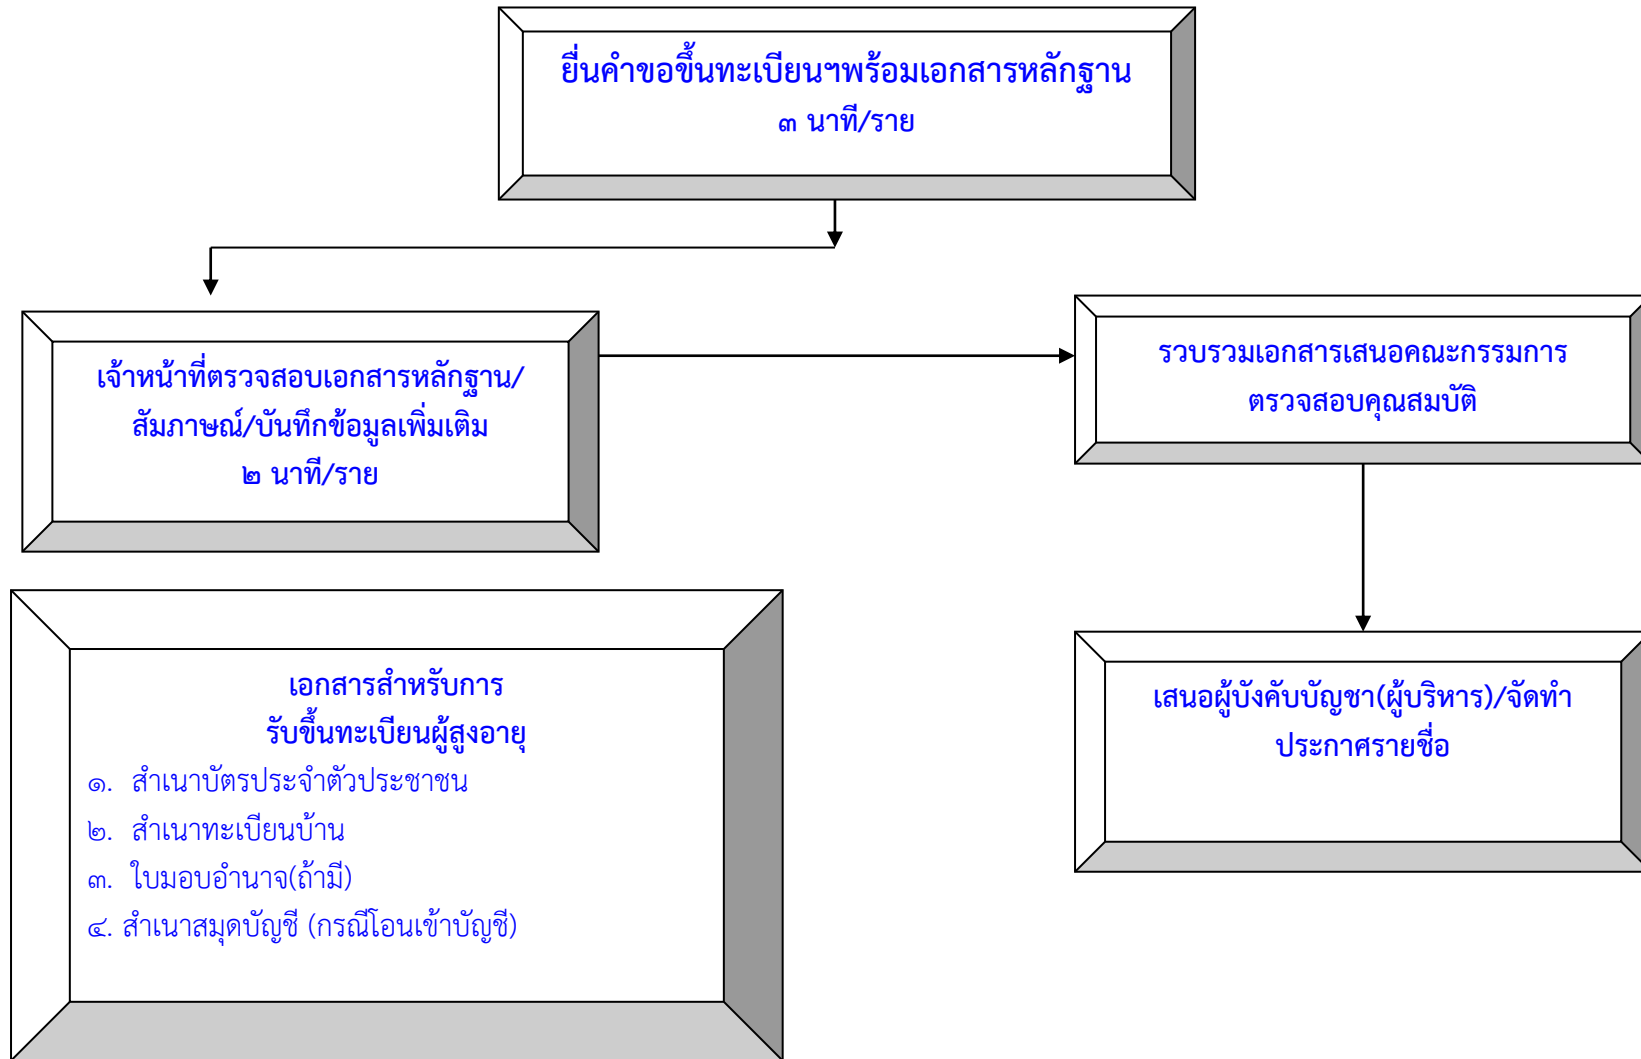 ยื่นคำขอขึ้นทะเบียนฯพร้อมเอกสารหลักฐาน
๓ นาที/ราย
เจ้าหน้าที่ตรวจสอบเอกสารหลักฐาน/
สัมภาษณ์/บันทึกข้อมูลเพิ่มเติม
๒ นาที/ราย
รวบรวมเอกสารเสนอคณะกรรมการ
ตรวจสอบคุณสมบัติ
เอกสารสำหรับการ
รับขึ้นทะเบียนผู้สูงอายุ
๑. สำเนาบัตรประจำตัวประชาชน
๒. สำเนาทะเบียนบ้าน
๓. ใบมอบอำนาจ(ถ้ามี)
๔. สำเนาสมุดบัญชี (กรณีโอนเข้าบัญชี)
เสนอผู้บังคับบัญชา(ผู้บริหาร)/จัดทำ
ประกาศรายชื่อ